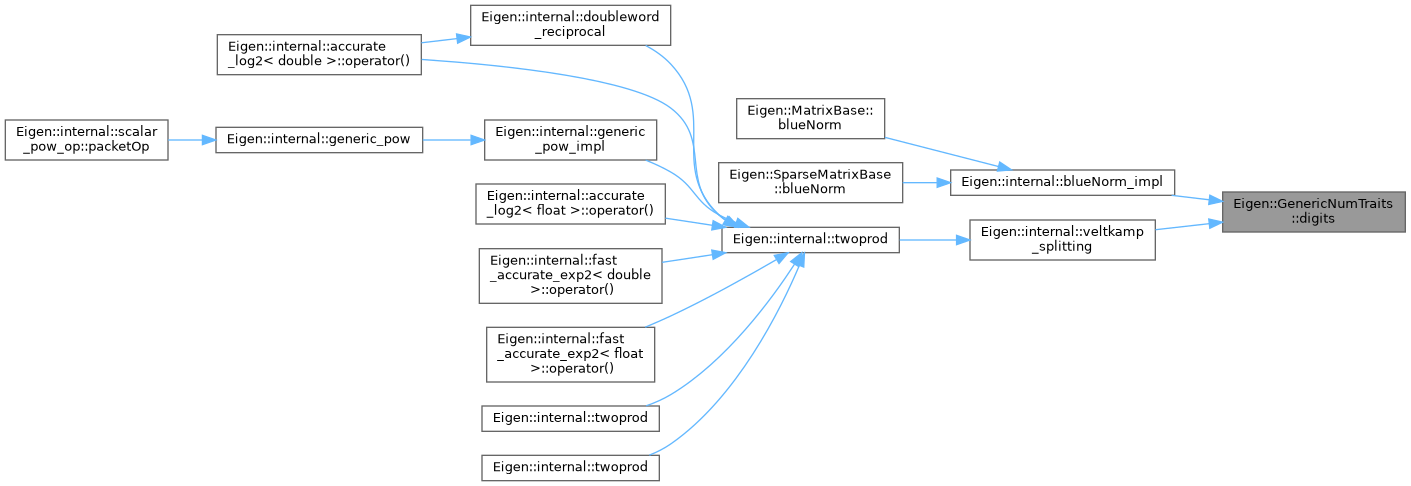 Eigen::internal::doubleword
_reciprocal
Eigen::internal::accurate
_log2< double >::operator()
Eigen::MatrixBase::
blueNorm
Eigen::internal::scalar
_pow_op::packetOp
Eigen::internal::generic_pow
Eigen::internal::generic
_pow_impl
Eigen::SparseMatrixBase
::blueNorm
Eigen::internal::blueNorm_impl
Eigen::internal::accurate
_log2< float >::operator()
Eigen::GenericNumTraits
::digits
Eigen::internal::twoprod
Eigen::internal::veltkamp
_splitting
Eigen::internal::fast
_accurate_exp2< double
>::operator()
Eigen::internal::fast
_accurate_exp2< float
>::operator()
Eigen::internal::twoprod
Eigen::internal::twoprod